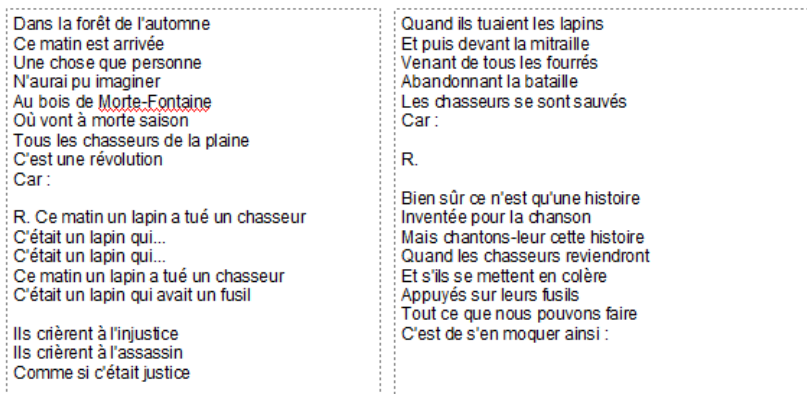 Dans la forêt de l'automne
Ce matin est arrivée
Une chose que personne
N'aurai pu imaginer
Au bois de Morte-Fontaine
Où vont à morte saison
Tous les chasseurs de la plaine
C'est une révolution
Car :
R. Ce matin un lapin a tué un chasseur
C'était un lapin qui...
C'était un lapin qui...
Ce matin un lapin a tué un chasseur
C'était un lapin qui avait un fusil
Ils crièrent à l'injustice
Ils crièrent à l'assassin
Comme si c'était justice
Quand ils tuaient les lapins
Et puis devant la mitraille
Venant de tous les fourrés
Abandonnant la bataille
Les chasseurs se sont sauvés
Car :
R.
Bien sûr ce n'est qu'une histoire
Inventée pour la chanson
Mais chantons-leur cette histoire
Quand les chasseurs reviendront
Et s'ils se mettent en colère
Appuyés sur leurs fusils
Tout ce que nous pouvons faire
C'est de s'en moquer ainsi :